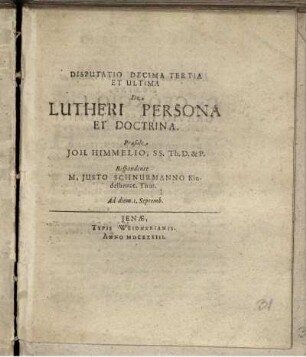 DISPUTATIO DECIMA TERTIA
ET ULTIMA
De
LUTHERI PERSONA
ET DOCTRINA.
Præside
JOH. HIMMELIO, SS. Th. D. & P.
Respondente
M. JUSTO SCHNURMANNO
Ad diem 1. Septemb.
JENÆ,
TYPIS WEIDNERIANIS.
ANNO MDCXXIII.